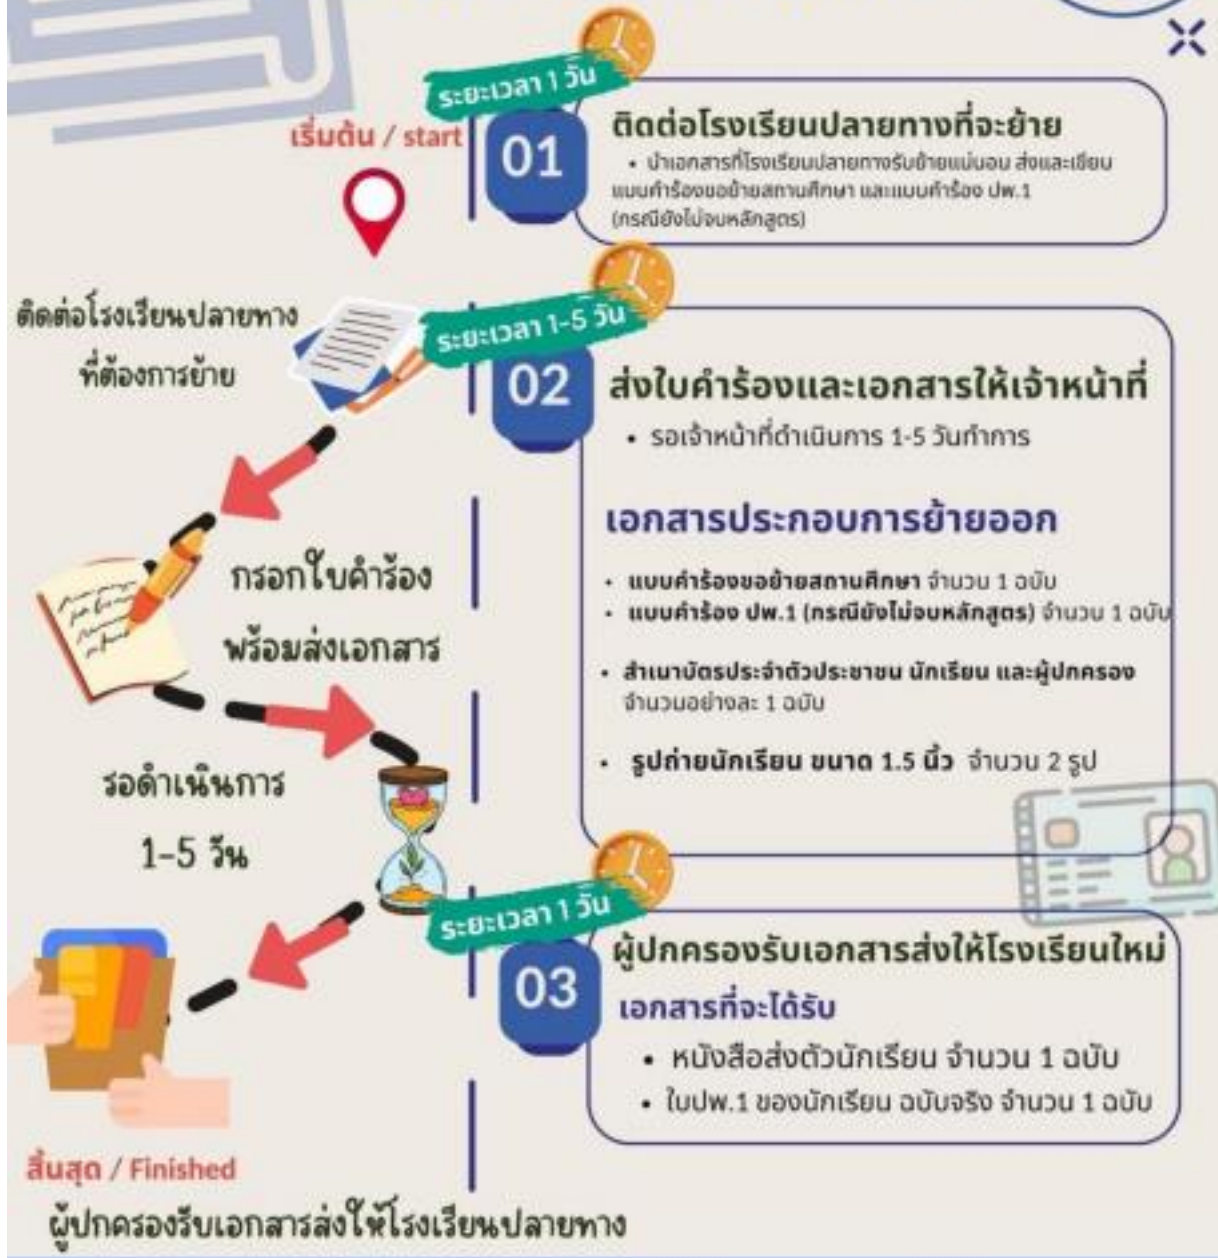 ระยะเวลา 1 วัน
เริ่มต้น / start
01
ติดต่อโรงเรียนปลายทางที่จะย้าย
• นำเอกสารที่โรงเรียนปลายทางรับย้ายแน่นอน ส่งและเขียน
แบบคำร้องขอย้ายสถานศึกษา และแบบคำร้อง ปพ.1
(กรณียังไม่จบหลักสูตร)
ติดต่อโรงเรียนปลายทาง
ที่ต้องการย้าย
ระยะเวลา 1-5 วัน
02
ส่งใบคำร้องและเอกสารให้เจ้าหน้าที่
• รอเจ้าหน้าที่ดำเนินการ 1-5 วันทำการ
เอกสารประกอบการย้ายออก
• แบบคำร้องขอย้ายสถานศึกษา จำนวน 1 ฉบับ
• แบบคำร้อง ปพ.1 (กรณียังไม่จบหลักสูตร) จำนวน 1 ฉบับ
• สำเนาบัตรประจำตัวประชาชน นักเรียน และผู้ปกครอง
จำนวนอย่างละ 1 ฉบับ
• รูปถ่ายนักเรียน ขนาด 1.5 นิ้ว จำนวน 2 รูป
กรอกใบคำร้อง
พร้อมส่งเอกสาร
รอดำเนินการ
1-5 วัน
ระยะเวลา 1 วัน
03
ผู้ปกครองรับเอกสารส่งให้โรงเรียนใหม่
เอกสารที่จะได้รับ
• หนังสือส่งตัวนักเรียน จำนวน 1 ฉบับ
• ใบปพ.1 ของนักเรียน ฉบับจริง จำนวน 1 ฉบับ
สิ้นสุด / Finished
ผู้ปกครองรับเอกสารส่งให้โรงเรียนปลายทาง